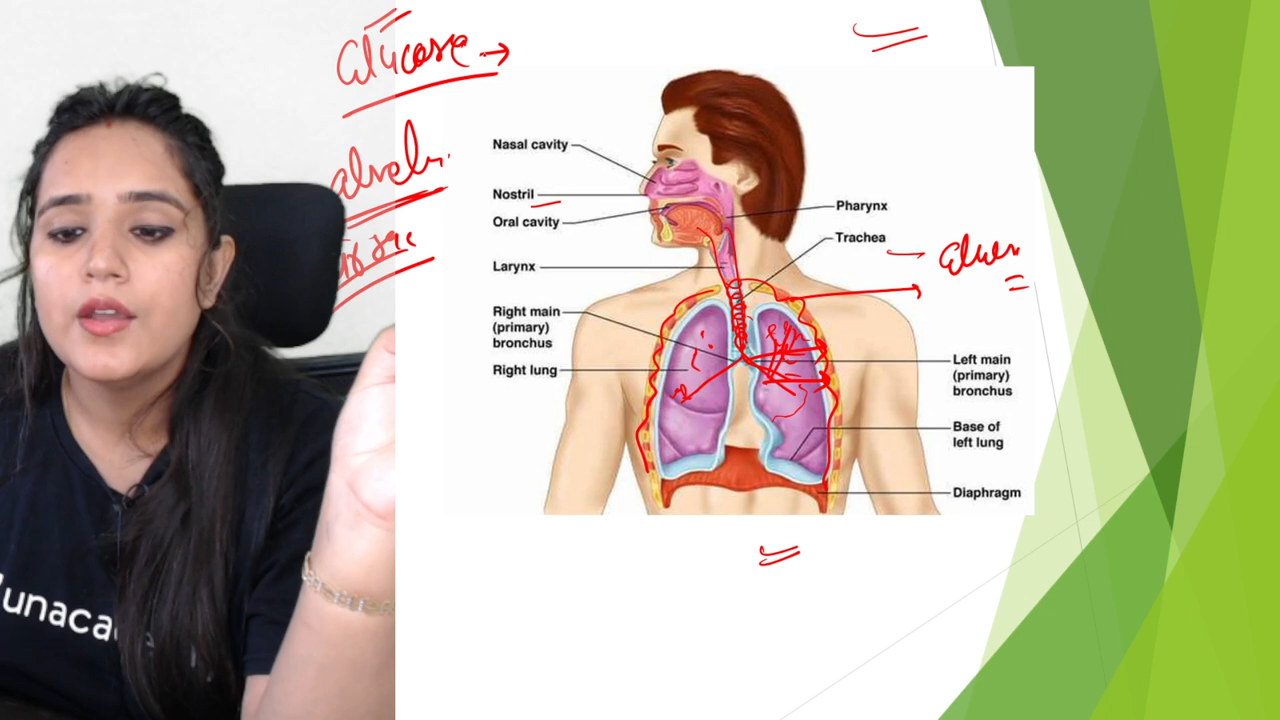 Glucose →
Nasal cavity
Nostril
Oral cavity
Pharynx
Trachea
Larynx
Right main
(primary)
bronchus
Right lung
Left main
(primary)
bronchus
Base of
left lung
Diaphragm
unaca